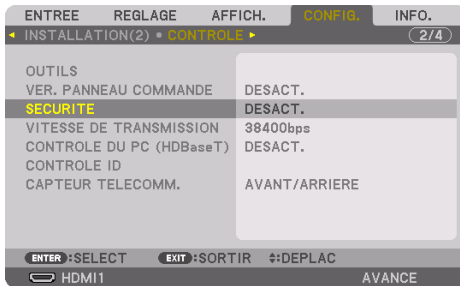 ENTREE REGLAGE AFFICH. CONFIG. INFO.
INSTALLATION(2) • CONTROLE 2/4
OUTILS
VER. PANNEAU COMMANDE DESACT.
SECURITE DESACT.
VITESSE DE TRANSMISSION 38400bps
CONTROLE DU PC (HDBaseT) DESACT.
CONTROLE ID
CAPTEUR TELECOMM. AVANT/ARRIERE
ENTER :SELECT EXIT :SORTIR :DEPLAC
HDMI1 AVANCE